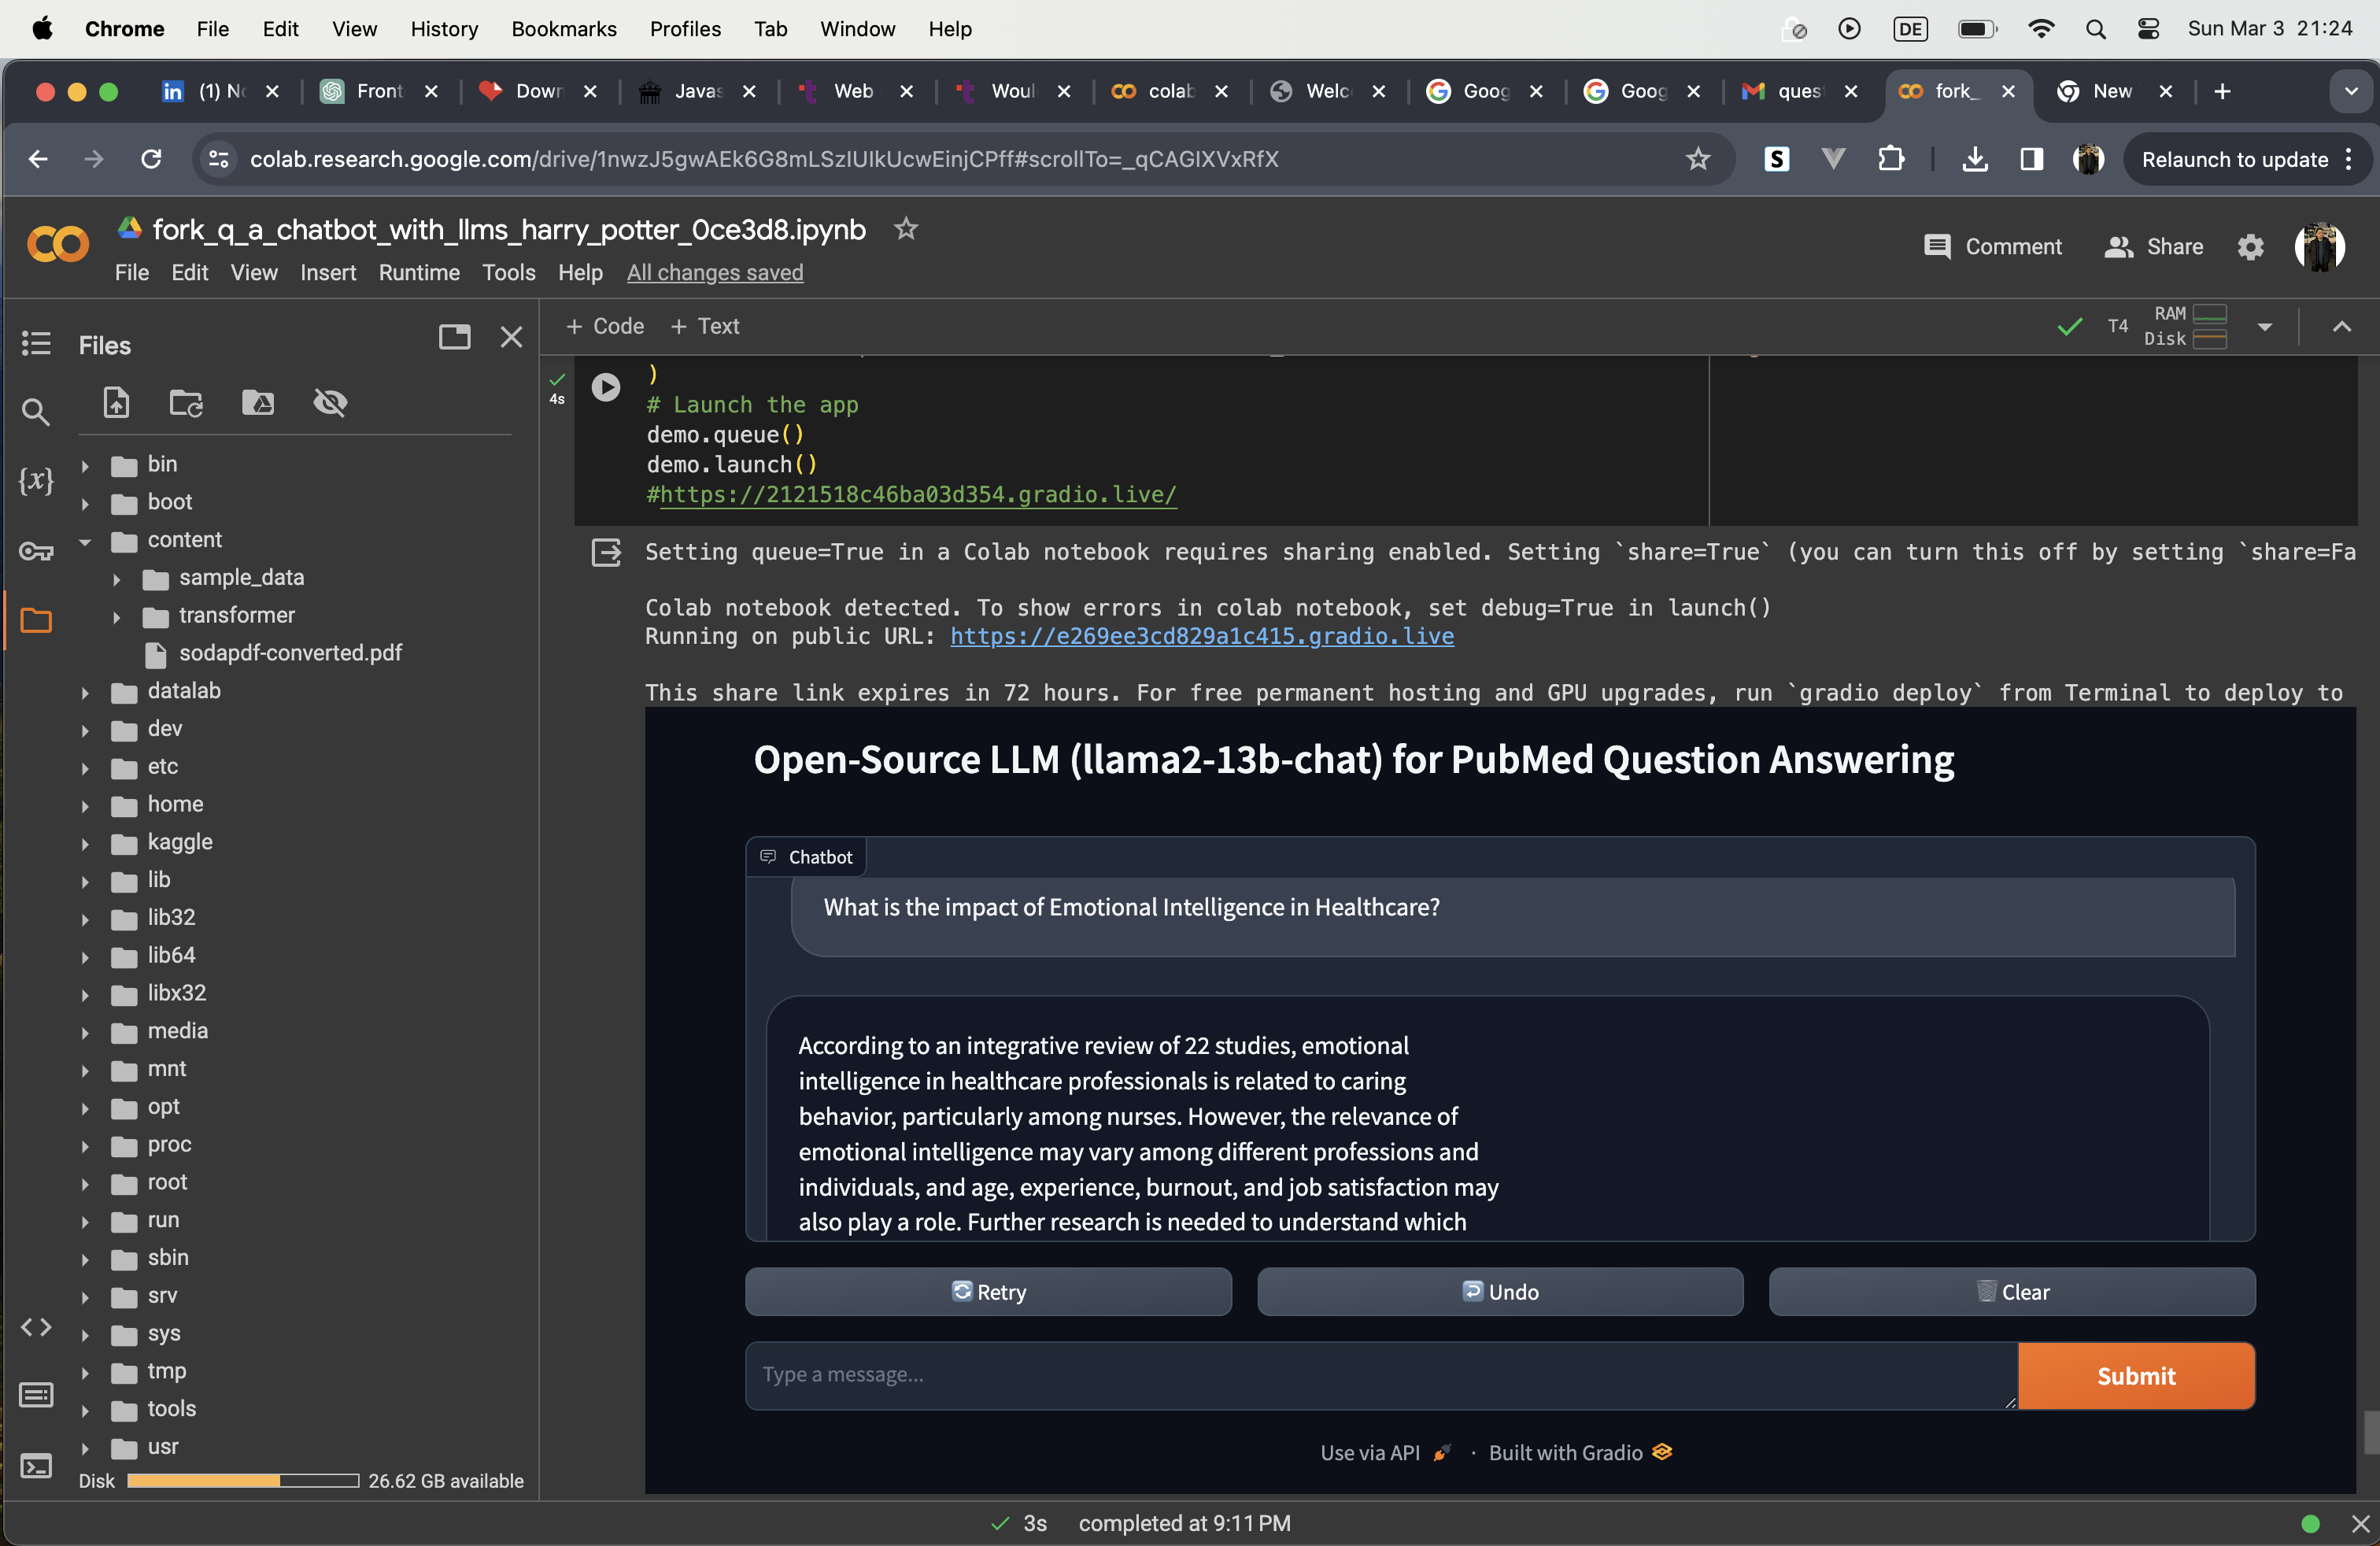 Chrome File Edit View History Bookmarks Profiles Tab Window Help DE Sun Mar 3 21:24
in (1) No Front Down Javas Web Woul colab Welc Goog Goog ques fork_ New
colab.research.google.com/drive/1nwzJ5gwAEk6G8mLSzIUIkUcwEinjCPff#scrollTo=_qCAGIXVxRfX S Relaunch to update
fork_q_a_chatbot_with_llms_harry_potter_0ce3d8.ipynb
Comment Share
File Edit View Insert Runtime Tools Help All changes saved
Files
+ Code + Text
T4 RAM
Disk
{x}
bin
boot
content
sample_data
transformer
sodapdf-converted.pdf
datalab
dev
etc
home
kaggle
lib
lib32
lib64
libx32
media
mnt
opt
proc
root
run
sbin
srv
sys
tmp
tools
usr
Disk 26.62 GB available
4s
)
# Launch the app
demo.queue()
demo.launch()
#https://2121518c46ba03d354.gradio.live/
Setting queue=True in a Colab notebook requires sharing enabled. Setting `share=True` (you can turn this off by setting `share=Fa
Colab notebook detected. To show errors in colab notebook, set debug=True in launch()
Running on public URL: https://e269ee3cd829a1c415.gradio.live
This share link expires in 72 hours. For free permanent hosting and GPU upgrades, run `gradio deploy` from Terminal to deploy to
Open-Source LLM (llama2-13b-chat) for PubMed Question Answering
Chatbot
What is the impact of Emotional Intelligence in Healthcare?
According to an integrative review of 22 studies, emotional
intelligence in healthcare professionals is related to caring
behavior, particularly among nurses. However, the relevance of
emotional intelligence may vary among different professions and
individuals, and age, experience, burnout, and job satisfaction may
also play a role. Further research is needed to understand which
Retry Undo Clear
Type a message...
Submit
Use via API · Built with Gradio
3s completed at 9:11 PM